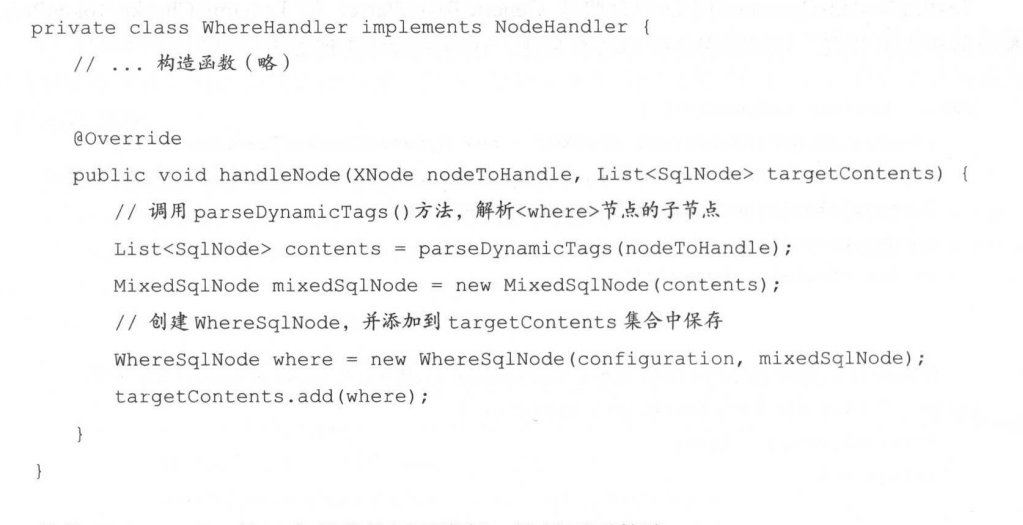 private class WhereHandler implements NodeHandler {
// ... 构造函数（略）
@Override
public void handleNode(XNode nodeToHandle, List<SqlNode> targetContents) {
// 调用 parseDynamicTags()方法，解析<where>节点的子节点
List<SqlNode> contents = parseDynamicTags(nodeToHandle);
MixedSqlNode mixedSqlNode = new MixedSqlNode(contents);
// 创建 WhereSqlNode，并添加到 targetContents 集合中保存
WhereSqlNode where = new WhereSqlNode(configuration, mixedSqlNode);
targetContents.add(where);
}
}